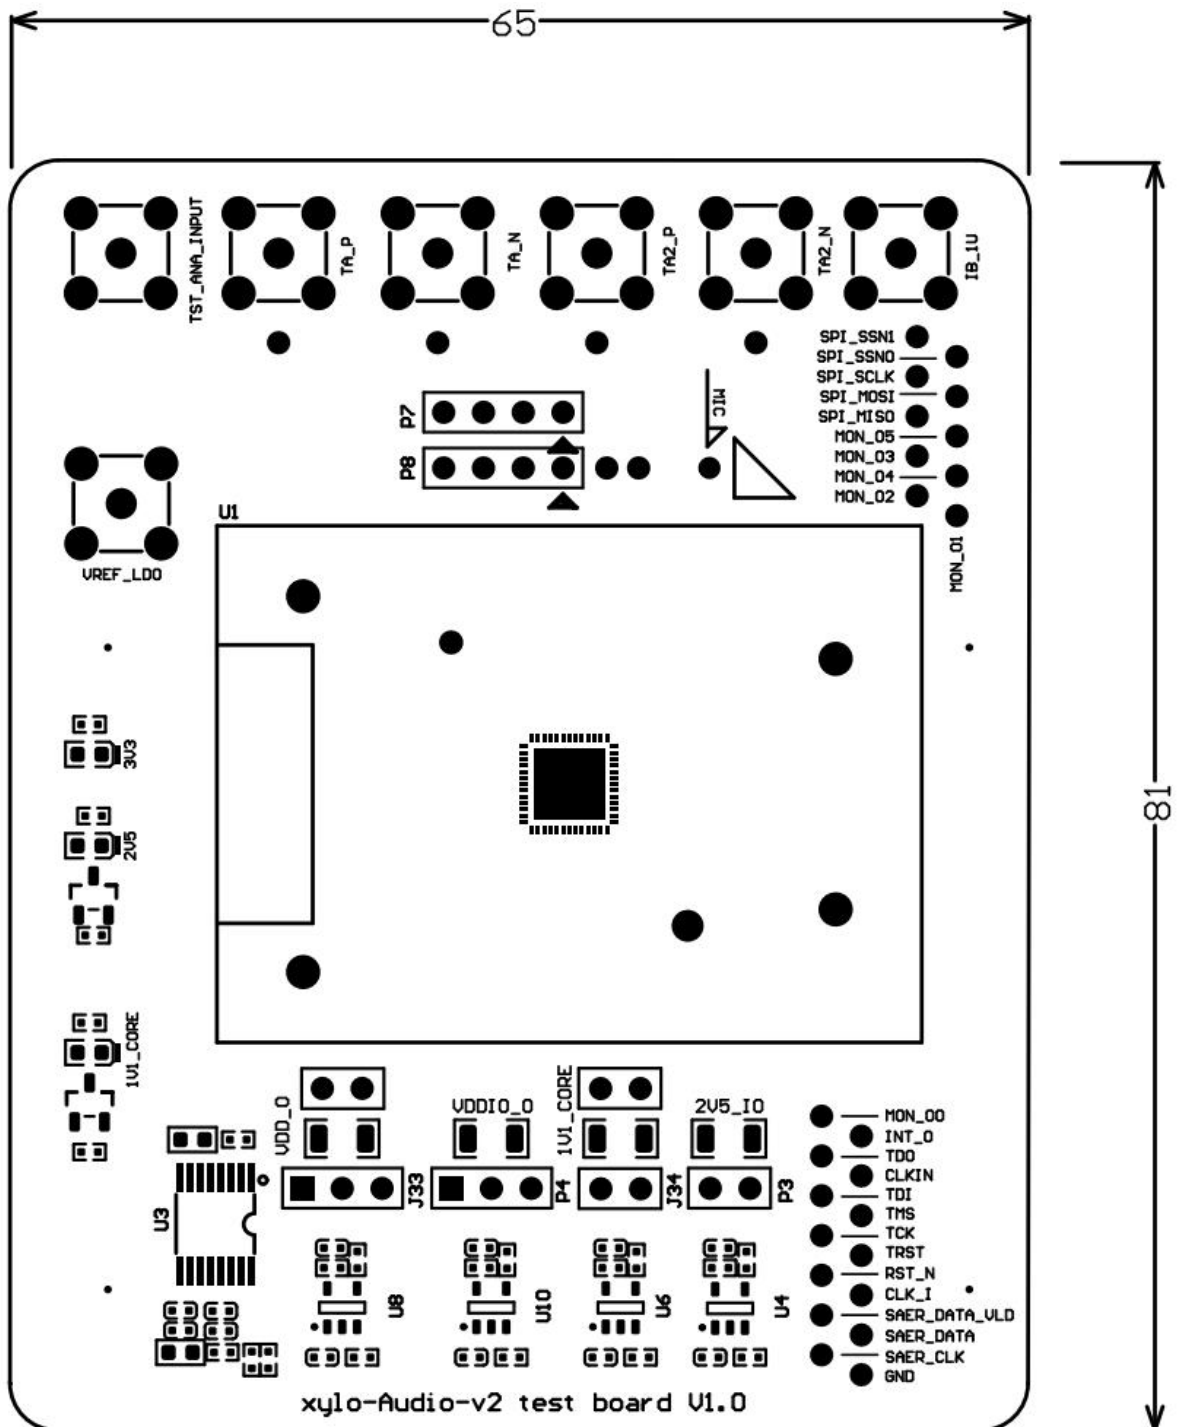 65
TST_ANA_INPUT
TA_P
TA_N
TA2_P
TA2_N
IB_1U
SPI_SSN1
SPI_SSN0
SPI_SCLK
SPI_MOSI
SPI_MISO
MON_05
MON_03
MON_04
MON_02
MON_01
MIC
P7
P8
U1
VREF_LDO
3V3
2V5
81
1V1_CORE
VDD_O
VDDIO_O
1V1_CORE
2V5_IO
J33
P4
J34
P3
U3
MON_00
INT_O
TDO
CLKIN
TDI
TMS
TCK
TRST
RST_N
CLK_I
SAER_DATA_VLD
SAER_DATA
SAER_CLK
GND
U8
U10
U6
U4
xylo-Audio-v2 test board V1.0